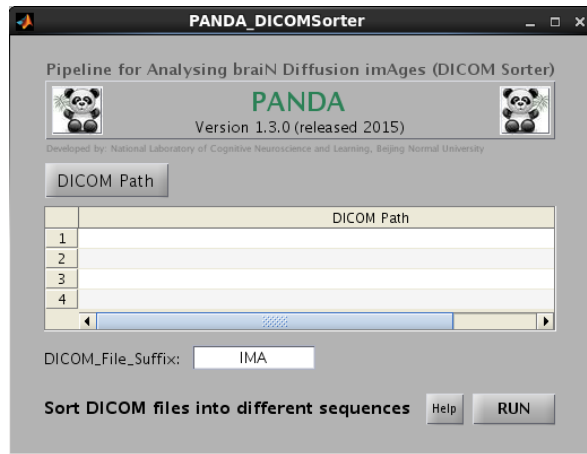 PANDA_DICOMSorter
Pipeline for Analysing braiN Diffusion imAges (DICOM Sorter)
PANDA
Version 1.3.0 (released 2015)
Developed by: National Laboratory of Cognitive Neuroscience and Learning, Beijing Normal University
DICOM Path
DICOM Path
1
2
3
4
DICOM_File_Suffix: IMA
Sort DICOM files into different sequences Help RUN